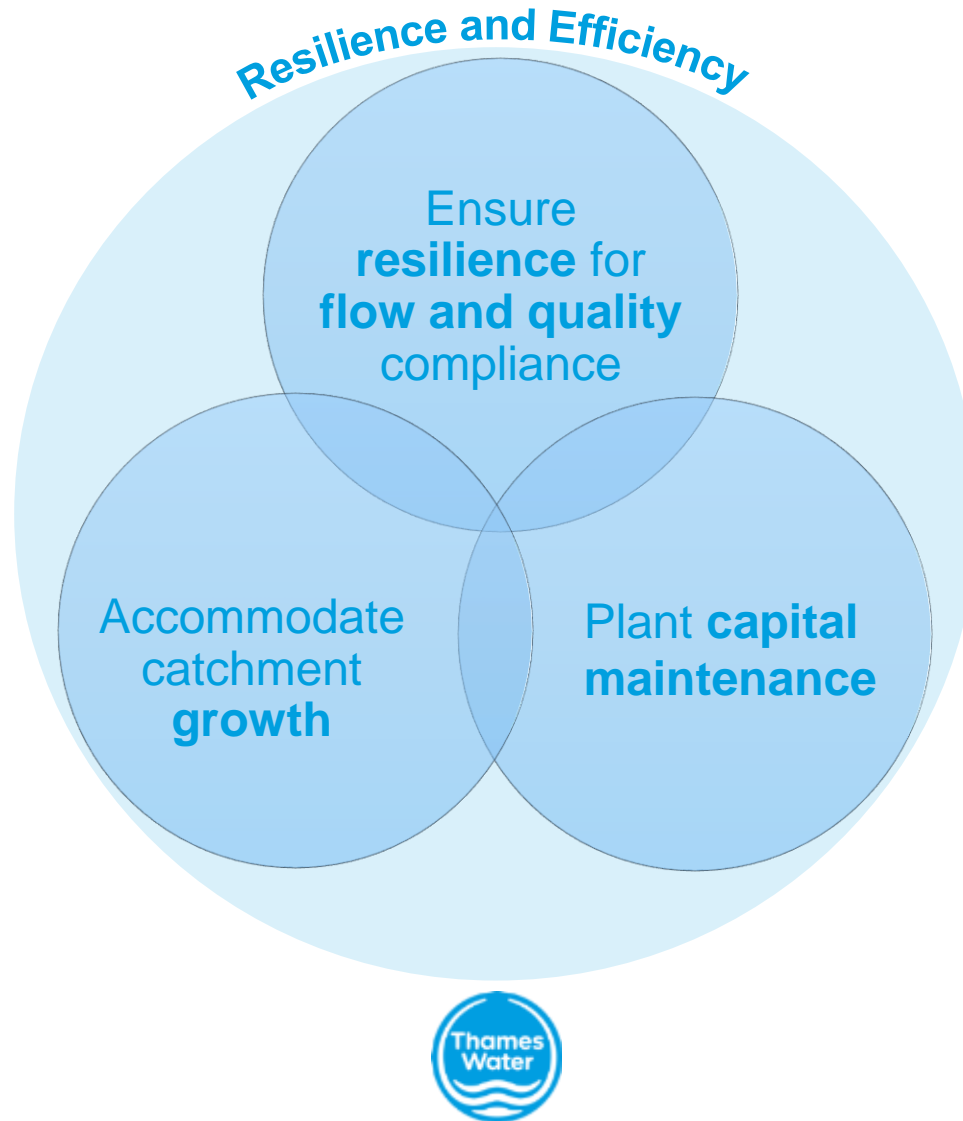 Resilience and Efficiency
Ensure
resilience for
flow and quality
compliance
Accommodate
catchment
growth
Plant capital
maintenance
Thames
Water